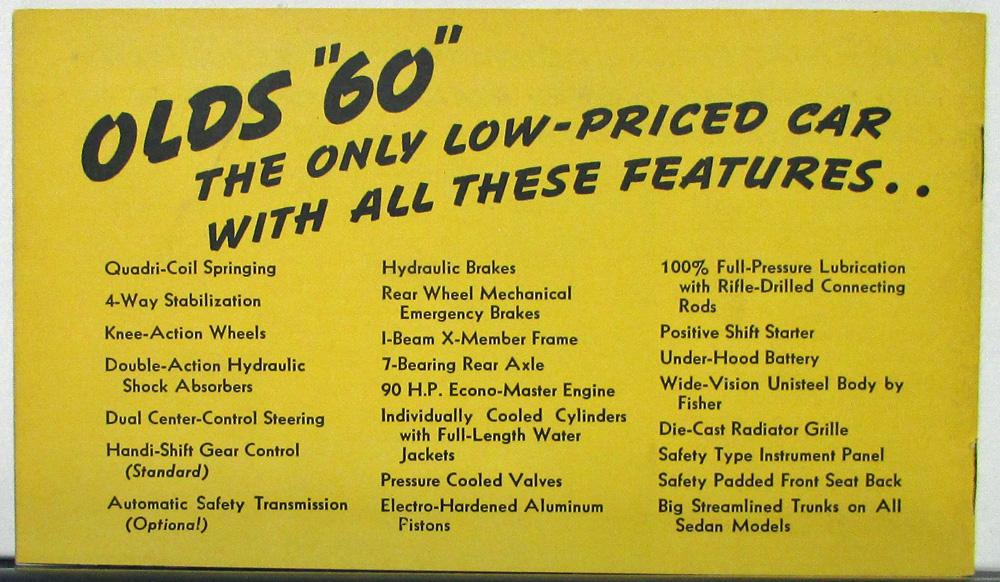 OLDS "60"
THE ONLY LOW-PRICED CAR
WITH ALL THESE FEATURES..
Quadri-Coil Springing
4-Way Stabilization
Knee-Action Wheels
Double-Action Hydraulic
Shock Absorbers
Dual Center-Control Steering
Handi-Shift Gear Control
(Standard)
Automatic Safety Transmission
(Optional)
Hydraulic Brakes
Rear Wheel Mechanical
Emergency Brakes
I-Beam X-Member Frame
7-Bearing Rear Axle
90 H.P. Econo-Master Engine
Individually Cooled Cylinders
with Full-Length Water
Jackets
Pressure Cooled Valves
Electro-Hardened Aluminum
Pistons
100% Full-Pressure Lubrication
with Rifle-Drilled Connecting
Rods
Positive Shift Starter
Under-Hood Battery
Wide-Vision Unisteel Body by
Fisher
Die-Cast Radiator Grille
Safety Type Instrument Panel
Safety Padded Front Seat Back
Big Streamlined Trunks on All
Sedan Models